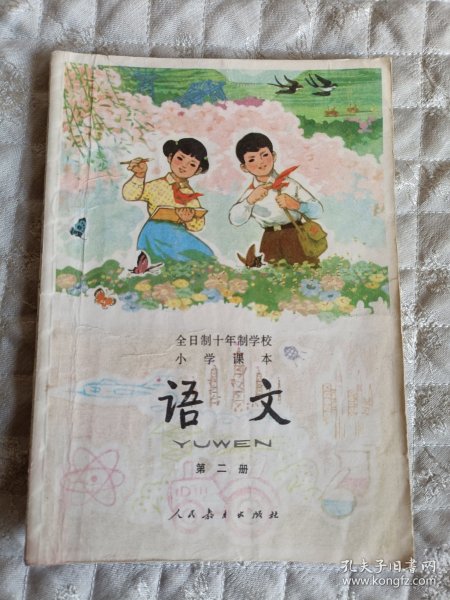 全日制十年制学校
小学课本
语文
YUWEN
第二册
人民教育出版社
孔夫子旧书网
www.kongfz.com